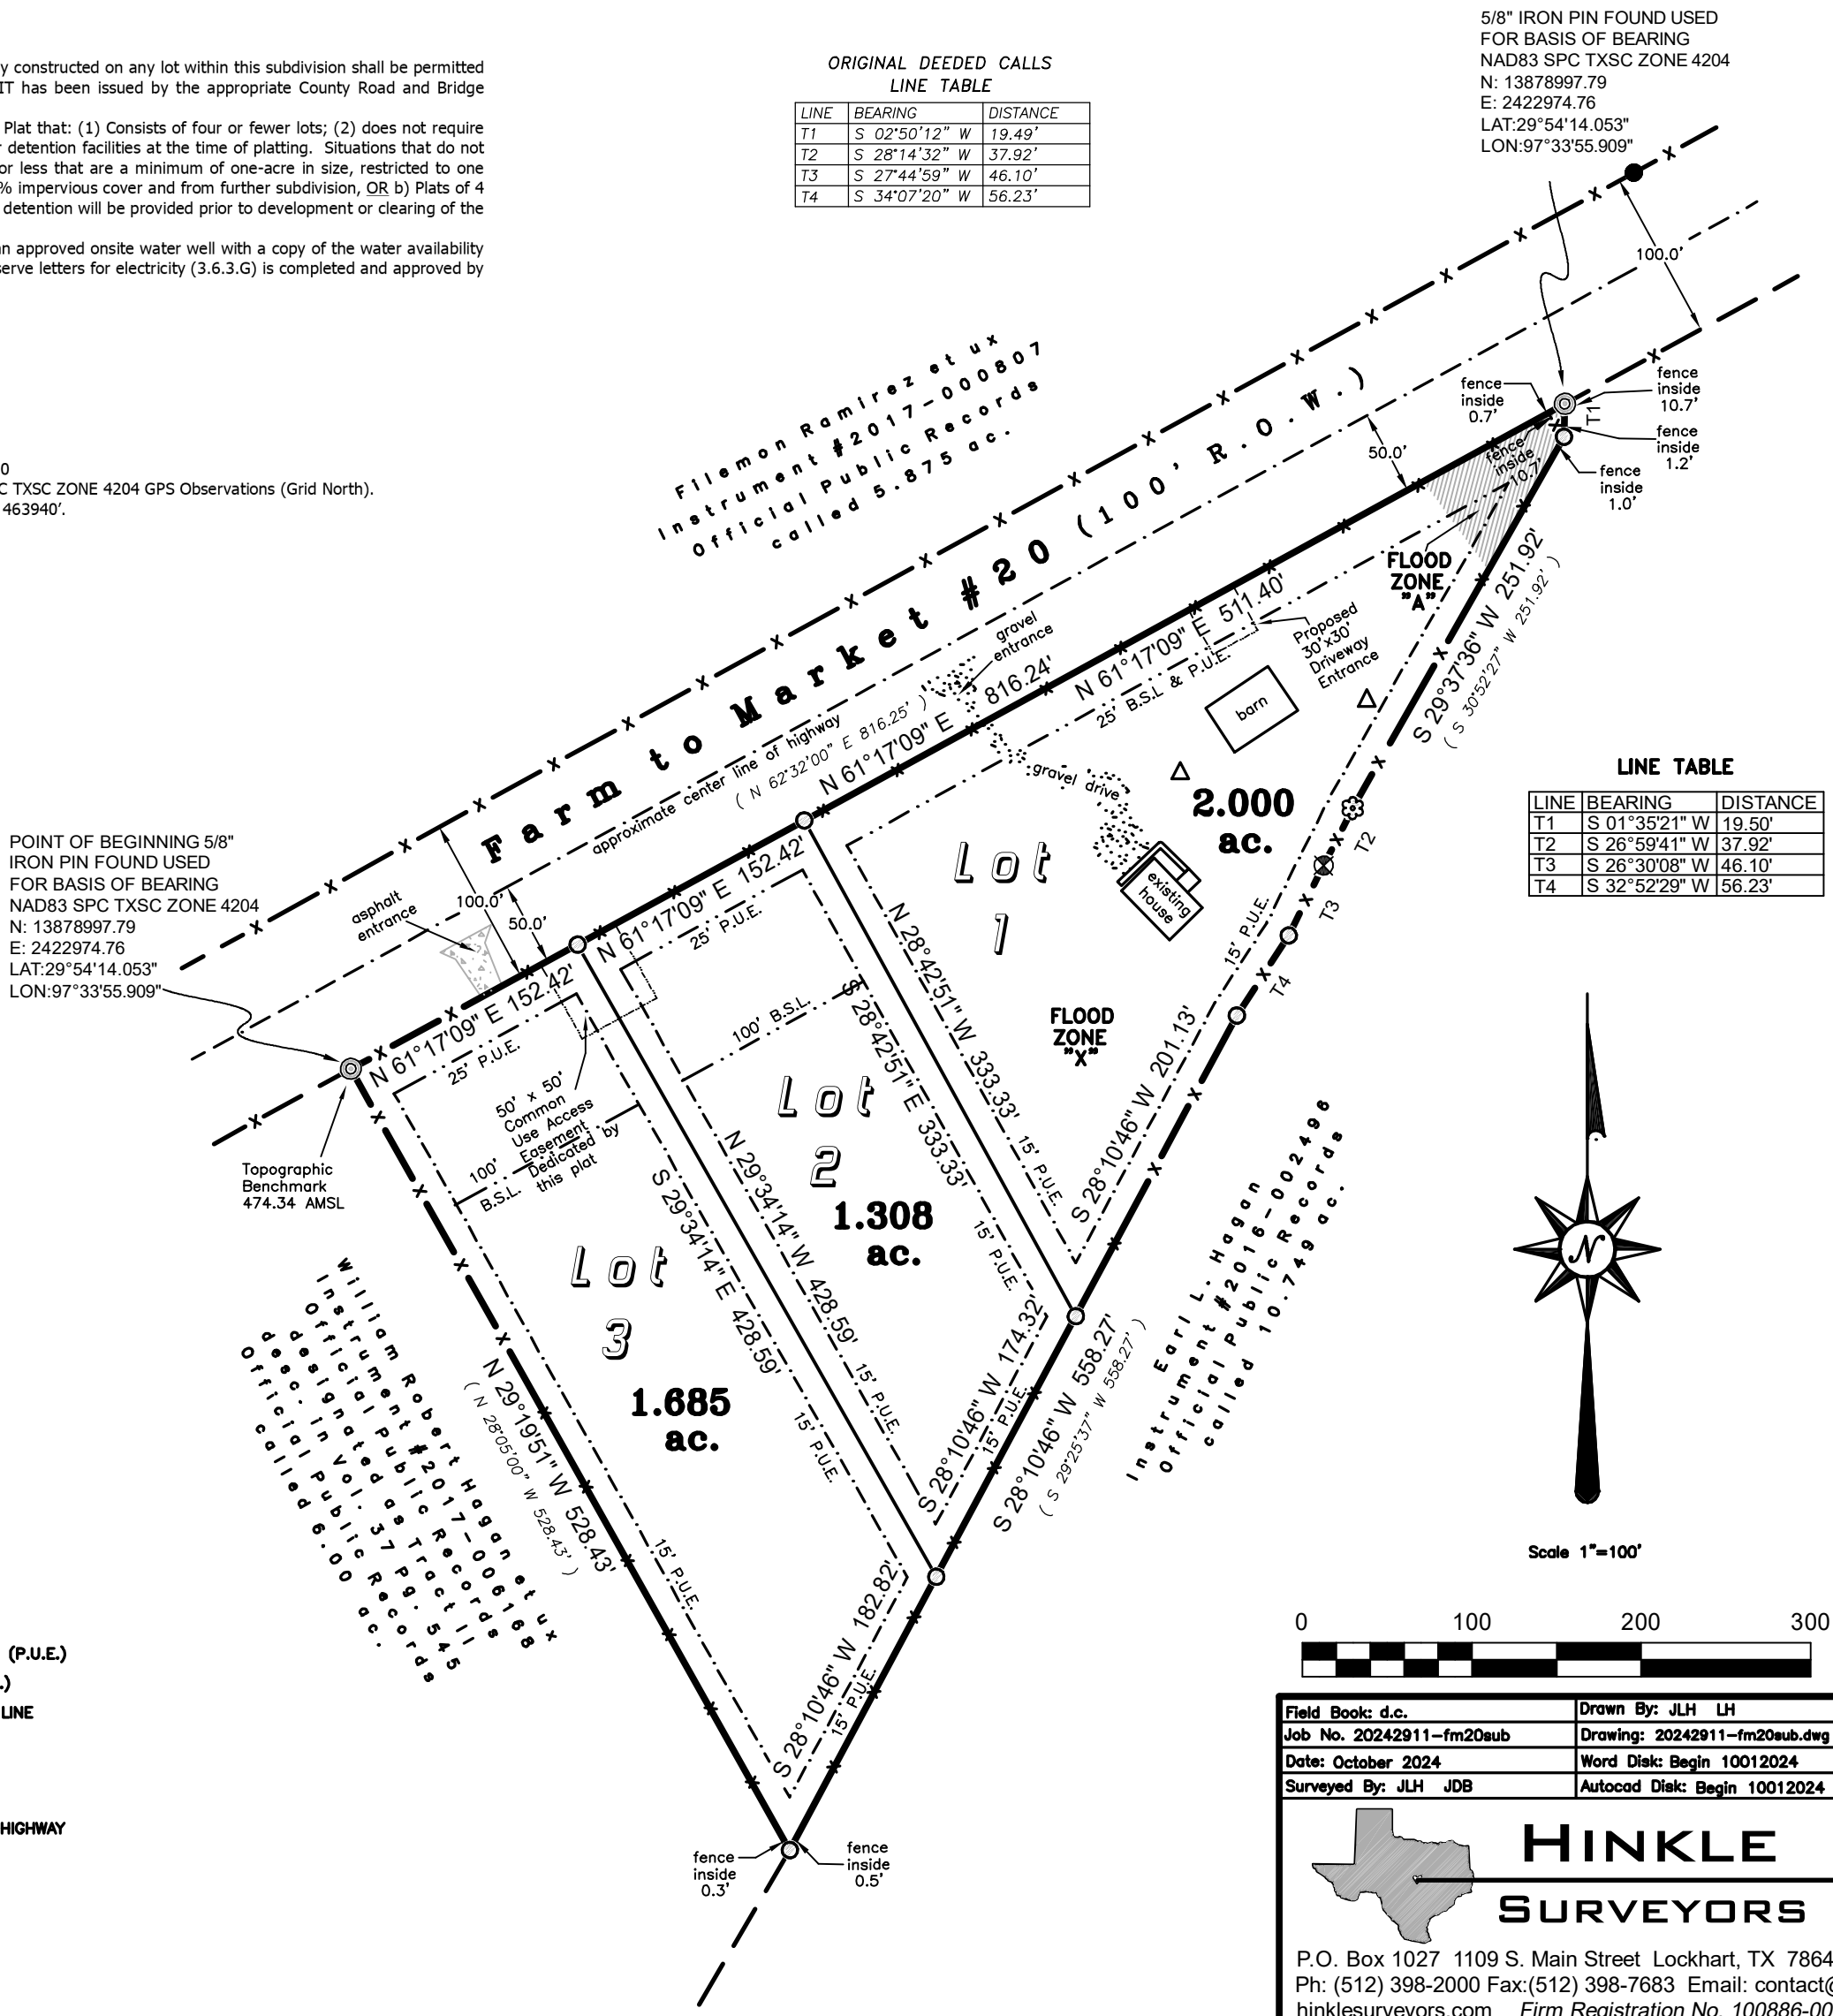 y constructed on any lot within this subdivision shall be permitted
IT has been issued by the appropriate County Road and Bridge
Plat that: (1) Consists of four or fewer lots; (2) does not require
r detention facilities at the time of platting. Situations that do not
or less that are a minimum of one-acre in size, restricted to one
% impervious cover and from further subdivision, OR b) Plats of 4
detention will be provided prior to development or clearing of the
an approved onsite water well with a copy of the water availability
serve letters for electricity (3.6.3.G) is completed and approved by
0
C TXSC ZONE 4204 GPS Observations (Grid North).
463940'.
ORIGINAL DEEDED CALLS
LINE TABLE
LINE BEARING DISTANCE
T1 S 02°50'12" W 19.49'
T2 S 28°14'32" W 37.92'
T3 S 27°44'59" W 46.10'
T4 S 34°07'20" W 56.23'
5/8" IRON PIN FOUND USED
FOR BASIS OF BEARING
NAD83 SPC TXSC ZONE 4204
N: 13878997.79
E: 2422974.76
LAT:29°54'14.053"
LON:97°33'55.909"
100.0'
Filemon Ramirez et ux
Instrument #2017-000807
Official Public Records
called 5.875 ac.
Farm to Market #20 (100' R.O.W.)
approximate center line of highway
50.0'
fence
inside
0.7'
fence
inside
10.7'
T1
fence
inside
1.2'
fence
inside
1.0'
fence
inside
10.7'
FLOOD
ZONE
"A"
S 29°37'36" W 251.92'
( S 30°52'27" W 251.92' )
gravel
entrance
N 61°17'09" E 816.24'
( N 62°32'00" E 816.25' )
N 61°17'09" E 511.40'
25' B.S.L & P.U.E.
Proposed
30'x30'
Driveway
Entrance
barn
gravel drive
2.000
ac.
Lot
1
existing
house
T2
T3
T4
15' P.U.E.
FLOOD
ZONE
"X"
N 28°42'51" W 333.33'
15' P.U.E.
S 28°10'46" W 201.13'
LINE TABLE
LINE BEARING DISTANCE
T1 S 01°35'21" W 19.50'
T2 S 26°59'41" W 37.92'
T3 S 26°30'08" W 46.10'
T4 S 32°52'29" W 56.23'
POINT OF BEGINNING 5/8"
IRON PIN FOUND USED
FOR BASIS OF BEARING
NAD83 SPC TXSC ZONE 4204
N: 13878997.79
E: 2422974.76
LAT:29°54'14.053"
LON:97°33'55.909"
asphalt
entrance
100.0'
50.0'
N 61°17'09" E 152.42'
25' P.U.E.
N 61°17'09" E 152.42'
25' P.U.E.
100' B.S.L.
S 28°42'51" E 333.33'
15' P.U.E.
Lot
2
1.308
ac.
N 29°34'14" W 428.59'
15' P.U.E.
S 28°10'46" W 174.32'
15' P.U.E.
50' x 50'
Common
Use Access
Easement
Dedicated by
this plat
100'
B.S.L.
Topographic
Benchmark
474.34 AMSL
S 29°34'14" E 428.59'
15' P.U.E.
Lot
3
1.685
ac.
N 29°19'51" W 528.43'
( N 28°05'00" W 528.43' )
15' P.U.E.
S 28°10'46" W 182.82'
15' P.U.E.
S 28°10'46" W 558.27'
( S 29°25'37" W 558.27' )
Earl L. Hagan
Instrument #2016-002496
Official Public Records
called 10.749 ac.
William Robert Hagan et ux
Instrument #2017-006168
Official Public Records
designated as Tract II
desc. in Vol. 37 Pg. 545
Official Public Records
called 6.00 ac.
fence
inside
0.3'
fence
inside
0.5'
(P.U.E.)
.)
LINE
HIGHWAY
N
Scale 1"=100'
0 100 200 300
Field Book: d.c. Drawn By: JLH LH
Job No. 20242911-fm20sub Drawing: 20242911-fm20sub.dwg
Date: October 2024 Word Disk: Begin 10012024
Surveyed By: JLH JDB Autocad Disk: Begin 10012024
HINKLE
SURVEYORS
P.O. Box 1027 1109 S. Main Street Lockhart, TX 7864
Ph: (512) 398-2000 Fax:(512) 398-7683 Email: contact@
hinklesurveyors.com Firm Registration No. 100886-00